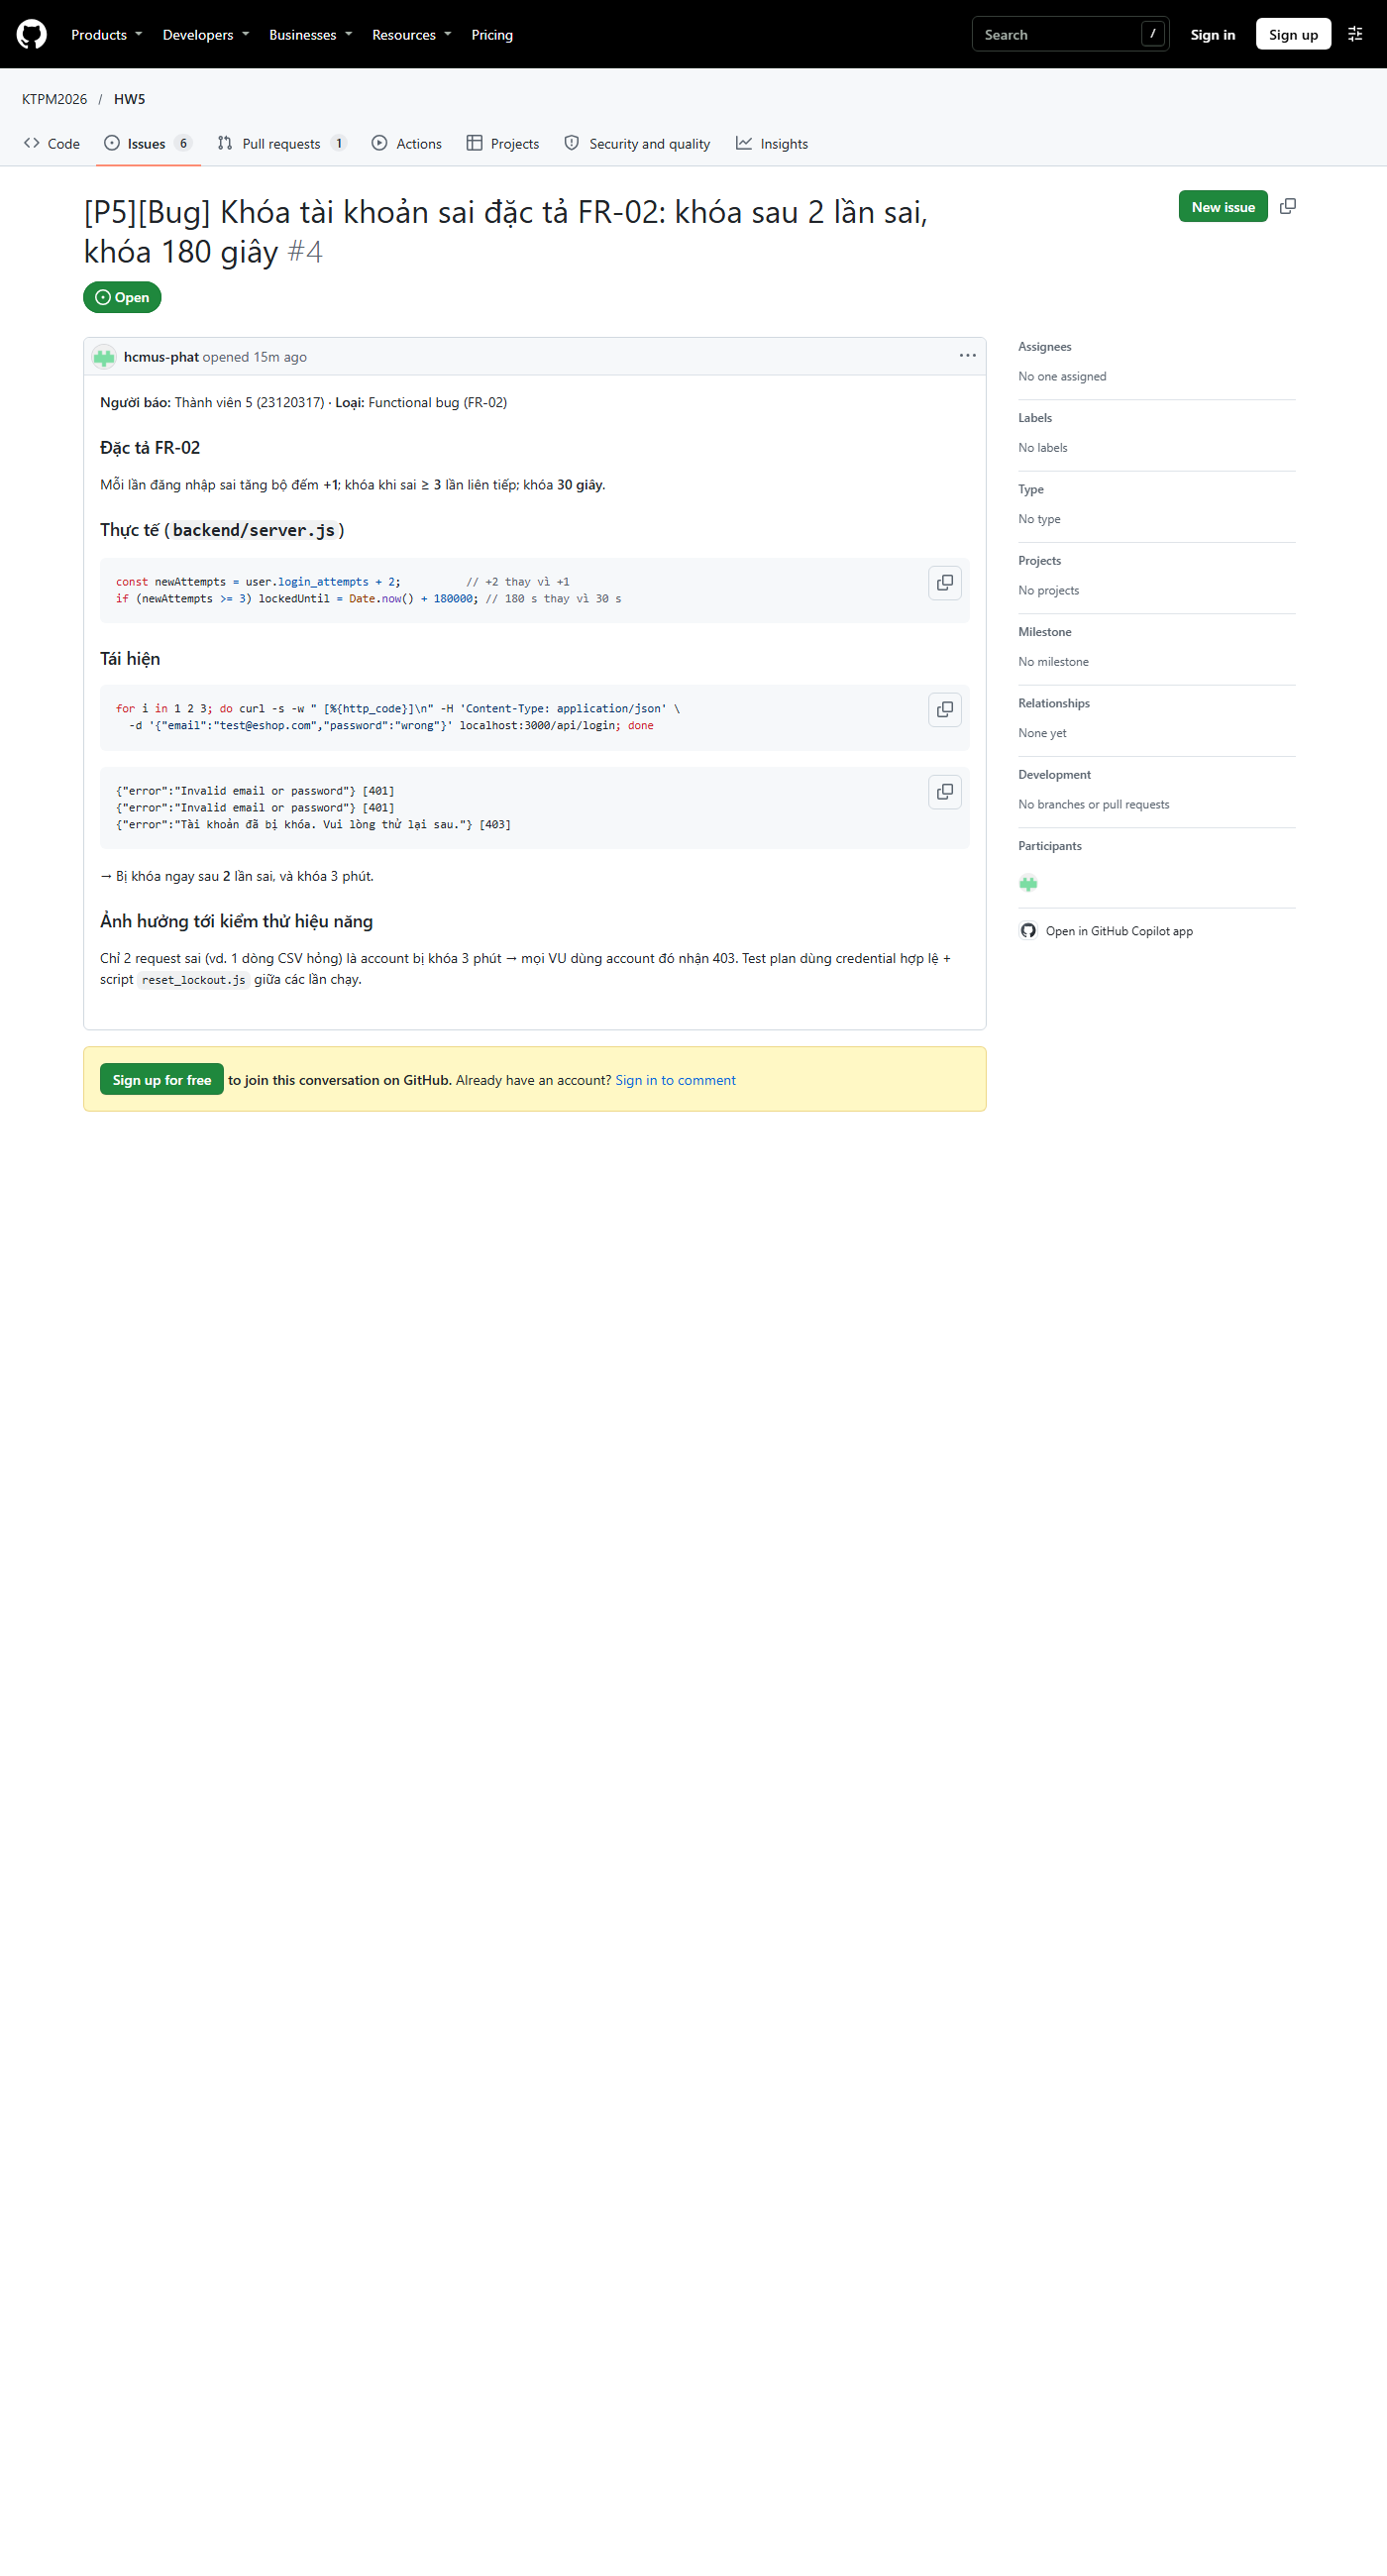 Products Developers Businesses Resources Pricing Search / Sign in Sign up
KTPM2026 / HW5
Code Issues 6 Pull requests 1 Actions Projects Security and quality Insights
[P5][Bug] Khóa tài khoản sai đặc tả FR-02: khóa sau 2 lần sai,
khóa 180 giây #4
New issue
Open
hcmus-phat opened 15m ago
Người báo: Thành viên 5 (23120317) · Loại: Functional bug (FR-02)
Đặc tả FR-02
Mỗi lần đăng nhập sai tăng bộ đếm +1; khóa khi sai ≥ 3 lần liên tiếp; khóa 30 giây.
Thực tế (backend/server.js)
const newAttempts = user.login_attempts + 2;          // +2 thay vì +1
if (newAttempts >= 3) lockedUntil = Date.now() + 180000; // 180 s thay vì 30 s
Tái hiện
for i in 1 2 3; do curl -s -w " [%{http_code}]\n" -H 'Content-Type: application/json' \
  -d '{"email":"test@eshop.com","password":"wrong"}' localhost:3000/api/login; done
{"error":"Invalid email or password"} [401]
{"error":"Invalid email or password"} [401]
{"error":"Tài khoản đã bị khóa. Vui lòng thử lại sau."} [403]
→ Bị khóa ngay sau 2 lần sai, và khóa 3 phút.
Ảnh hưởng tới kiểm thử hiệu năng
Chỉ 2 request sai (vd. 1 dòng CSV hỏng) là account bị khóa 3 phút → mọi VU dùng account đó nhận 403. Test plan dùng credential hợp lệ +
script reset_lockout.js giữa các lần chạy.
Sign up for free to join this conversation on GitHub. Already have an account? Sign in to comment
Assignees
No one assigned
Labels
No labels
Type
No type
Projects
No projects
Milestone
No milestone
Relationships
None yet
Development
No branches or pull requests
Participants
Open in GitHub Copilot app